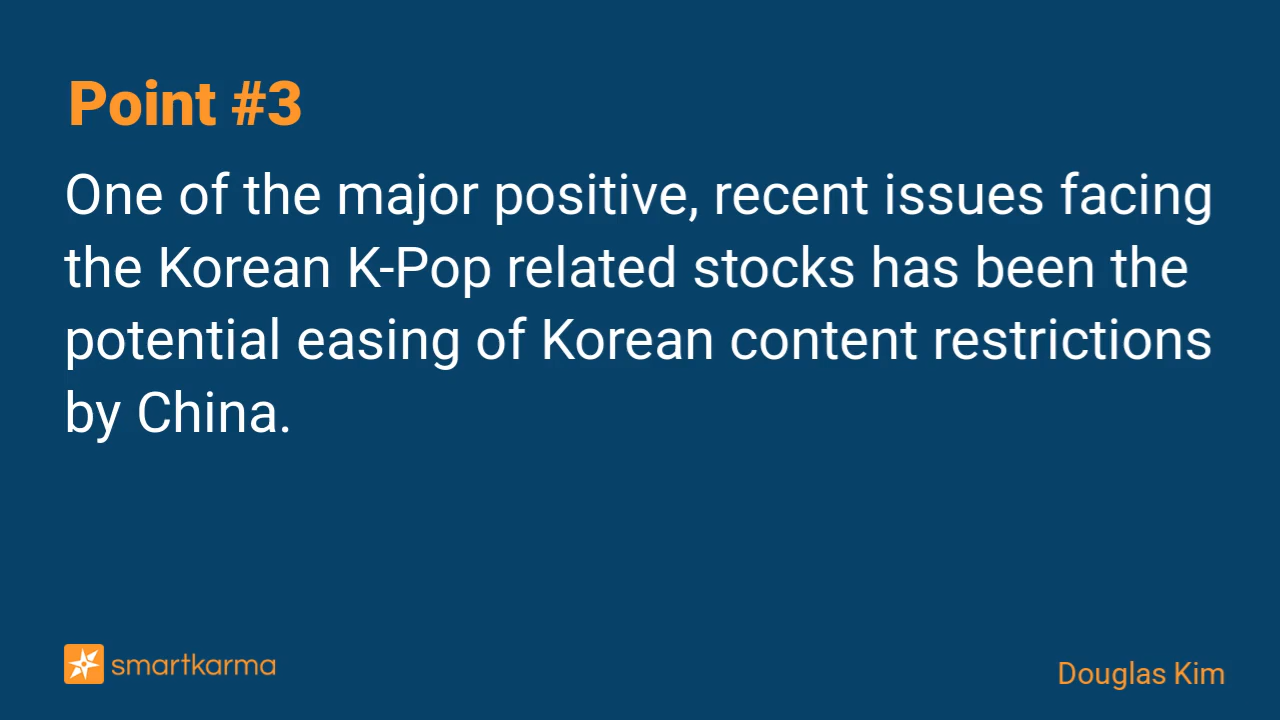 Point #3
One of the major positive, recent issues facing
the Korean K-Pop related stocks has been the
potential easing of Korean content restrictions
by China.
smartkarma
Douglas Kim